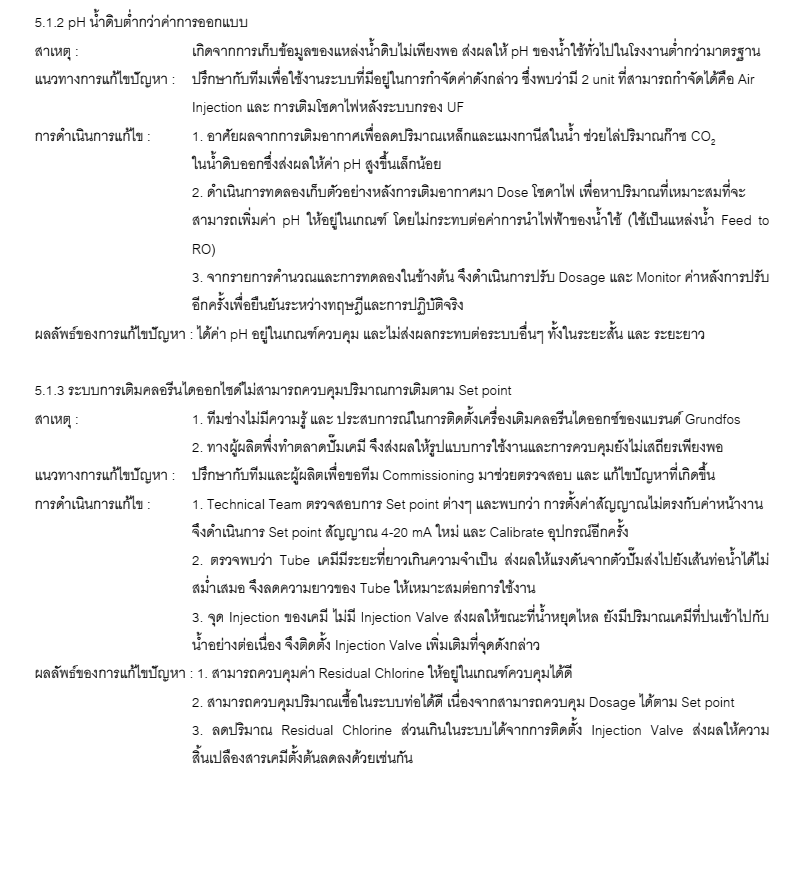 5.1.2 pH น้ำดิบต่ำกว่าค่าการออกแบบ
สาเหตุ : เกิดจากการเก็บข้อมูลของแหล่งน้ำดิบไม่เพียงพอ ส่งผลให้ pH ของน้ำใช้ทั่วไปในโรงงานต่ำกว่ามาตรฐาน
แนวทางการแก้ไขปัญหา : ปรึกษากับทีมเพื่อใช้งานระบบที่มีอยู่ในการกำจัดค่าดังกล่าว ซึ่งพบว่ามี 2 unit ที่สามารถกำจัดได้คือ Air
Injection และ การเติมโซดาไฟหลังระบบกรอง UF
การดำเนินการแก้ไข : 1. อาศัยผลจากการเติมอากาศเพื่อลดปริมาณเหล็กและแมงกานีสในน้ำ ช่วยไล่ปริมาณก๊าซ CO₂
ในน้ำดิบออกซึ่งส่งผลให้ค่า pH สูงขึ้นเล็กน้อย
2. ดำเนินการทดลองเก็บตัวอย่างหลังการเติมอากาศมา Dose โซดาไฟ เพื่อหาปริมาณที่เหมาะสมที่จะ
สามารถเพิ่มค่า pH ให้อยู่ในเกณฑ์ โดยไม่กระทบต่อค่าการนำไฟฟ้าของน้ำใช้ (ใช้เป็นแหล่งน้ำ Feed to
RO)
3. จากรายการคำนวณและการทดลองในข้างต้น จึงดำเนินการปรับ Dosage และ Monitor ค่าหลังการปรับ
อีกครั้งเพื่อยืนยันระหว่างทฤษฎีและการปฏิบัติจริง
ผลลัพธ์ของการแก้ไขปัญหา : ได้ค่า pH อยู่ในเกณฑ์ควบคุม และไม่ส่งผลกระทบต่อระบบอื่นๆ ทั้งในระยะสั้น และ ระยะยาว
5.1.3 ระบบการเติมคลอรีนไดออกไซด์ไม่สามารถควบคุมปริมาณการเติมตาม Set point
สาเหตุ : 1. ทีมช่างไม่มีความรู้ และ ประสบการณ์ในการติดตั้งเครื่องเติมคลอรีนไดออกซ์ของแบรนด์ Grundfos
2. ทางผู้ผลิตพึ่งทำตลาดปั๊มเคมี จึงส่งผลให้รูปแบบการใช้งานและการควบคุมยังไม่เสถียรเพียงพอ
แนวทางการแก้ไขปัญหา : ปรึกษากับทีมและผู้ผลิตเพื่อขอทีม Commissioning มาช่วยตรวจสอบ และ แก้ไขปัญหาที่เกิดขึ้น
การดำเนินการแก้ไข : 1. Technical Team ตรวจสอบการ Set point ต่างๆ และพบกว่า การตั้งค่าสัญญาณไม่ตรงกับค่าหน้างาน
จึงดำเนินการ Set point สัญญาณ 4-20 mA ใหม่ และ Calibrate อุปกรณ์อีกครั้ง
2. ตรวจพบว่า Tube เคมีมีระยะที่ยาวเกินความจำเป็น ส่งผลให้แรงดันจากตัวปั๊มส่งไปยังเส้นท่อน้ำได้ไม่
สม่ำเสมอ จึงลดความยาวของ Tube ให้เหมาะสมต่อการใช้งาน
3. จุด Injection ของเคมี ไม่มี Injection Valve ส่งผลให้ขณะที่น้ำหยุดไหล ยังมีปริมาณเคมีที่ปนเข้าไปกับ
น้ำอย่างต่อเนื่อง จึงติดตั้ง Injection Valve เพิ่มเติมที่จุดดังกล่าว
ผลลัพธ์ของการแก้ไขปัญหา : 1. สามารถควบคุมค่า Residual Chlorine ให้อยู่ในเกณฑ์ควบคุมได้ดี
2. สามารถควบคุมปริมาณเชื้อในระบบท่อได้ดี เนื่องจากสามารถควบคุม Dosage ได้ตาม Set point
3. ลดปริมาณ Residual Chlorine ส่วนเกินในระบบได้จากการติดตั้ง Injection Valve ส่งผลให้ความ
สิ้นเปลืองสารเคมีตั้งต้นลดลงด้วยเช่นกัน